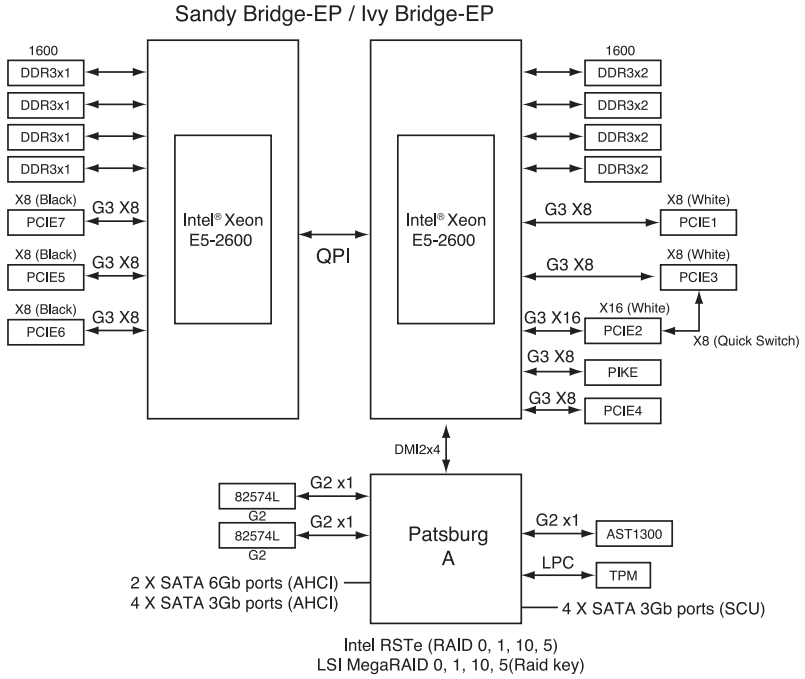 Sandy Bridge-EP / Ivy Bridge-EP
1600
DDR3x1
DDR3x1
DDR3x1
DDR3x1
X8 (Black)
PCIE7
G3 X8
X8 (Black)
PCIE5
G3 X8
X8 (Black)
PCIE6
G3 X8
Intel® Xeon
E5-2600
QPI
Intel® Xeon
E5-2600
1600
DDR3x2
DDR3x2
DDR3x2
DDR3x2
G3 X8
X8 (White)
PCIE1
G3 X8
X8 (White)
PCIE3
G3 X16
X16 (White)
PCIE2
X8 (Quick Switch)
G3 X8
PIKE
G3 X8
PCIE4
DMI2x4
82574L
G2
G2 x1
82574L
G2
G2 x1
Patsburg
A
G2 x1
AST1300
LPC
TPM
2 X SATA 6Gb ports (AHCI)
4 X SATA 3Gb ports (AHCI)
4 X SATA 3Gb ports (SCU)
Intel RSTe (RAID 0, 1, 10, 5)
LSI MegaRAID 0, 1, 10, 5(Raid key)